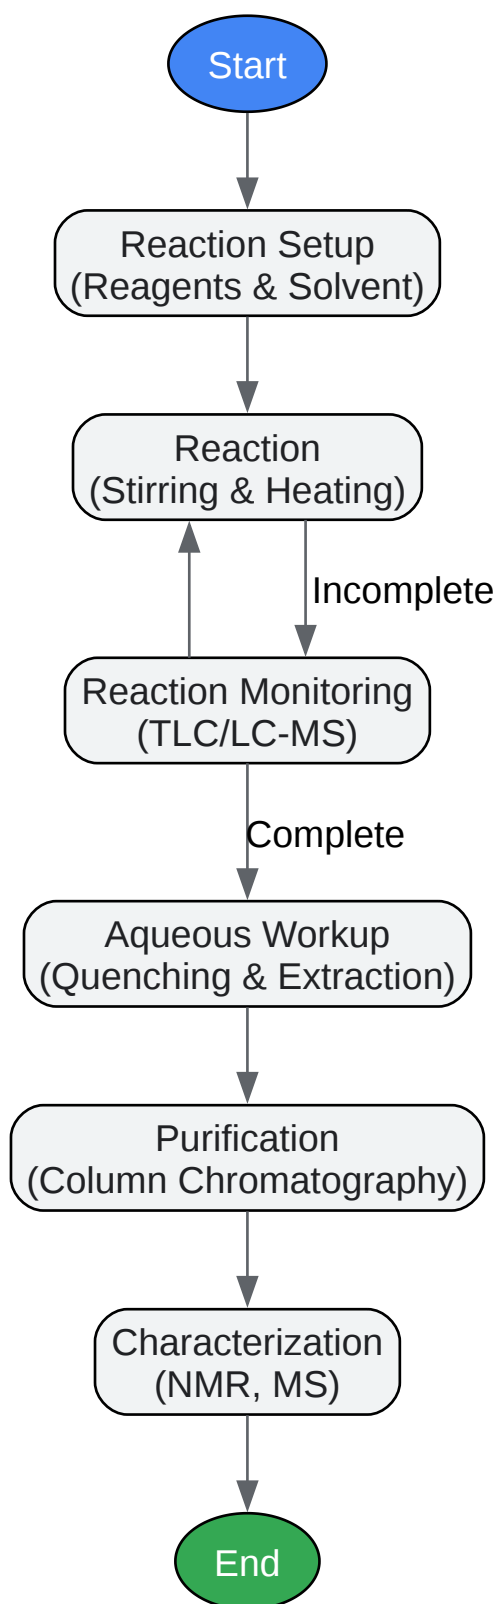 Start
Reaction Setup
(Reagents & Solvent)
Reaction
(Stirring & Heating)
Incomplete
Reaction Monitoring
(TLC/LC-MS)
Complete
Aqueous Workup
(Quenching & Extraction)
Purification
(Column Chromatography)
Characterization
(NMR, MS)
End